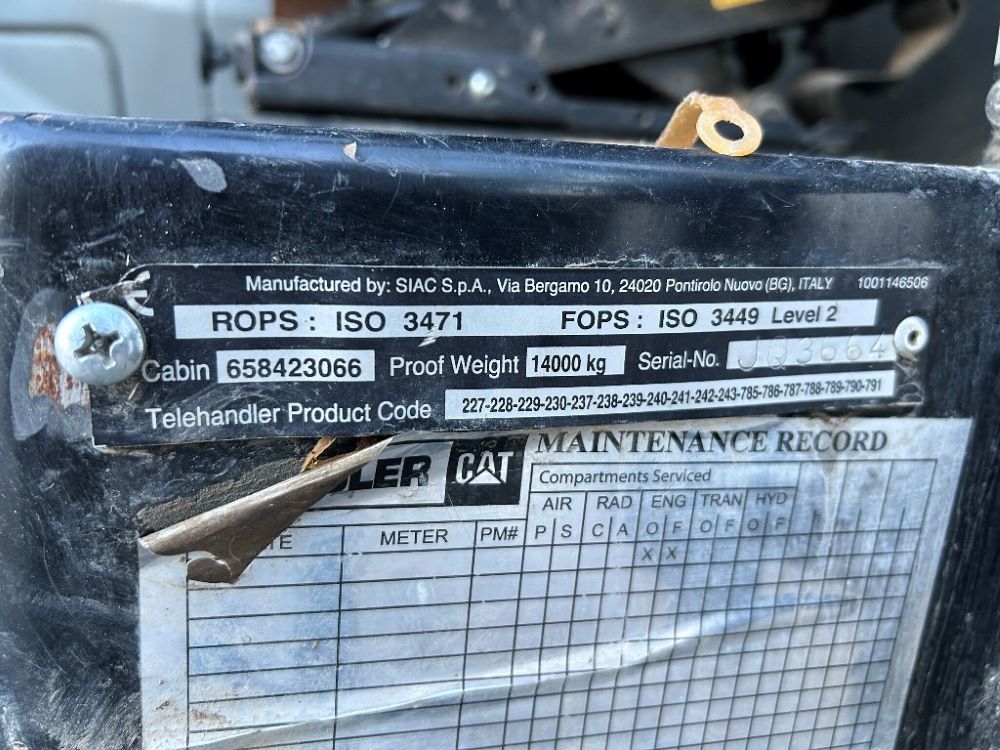 Manufactured by: SIAC S.p.A., Via Bergamo 10, 24020 Pontirolo Nuovo (BG), ITALY 1001146506
ROPS : ISO 3471 FOPS : ISO 3449 Level 2
Cabin 658423066 Proof Weight 14000 kg Serial-No. JQ3664
Telehandler Product Code 227-228-229-230-237-238-239-240-241-242-243-785-786-787-788-789-790-791
CAT MAINTENANCE RECORD
Compartments Serviced
AIR RAD ENG TRAN HYD
METER PM# P S C A O F O F O F
X X